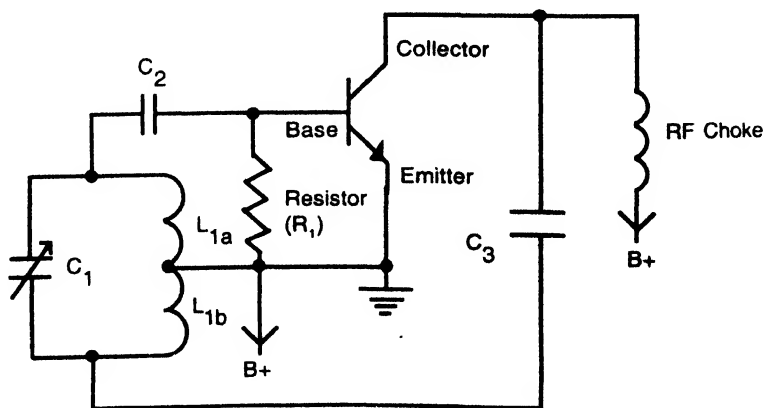 Collector
C2
RF Choke
Base
Emitter
Resistor
(R1)
L1a
C1
C3
B+
L1b
B+